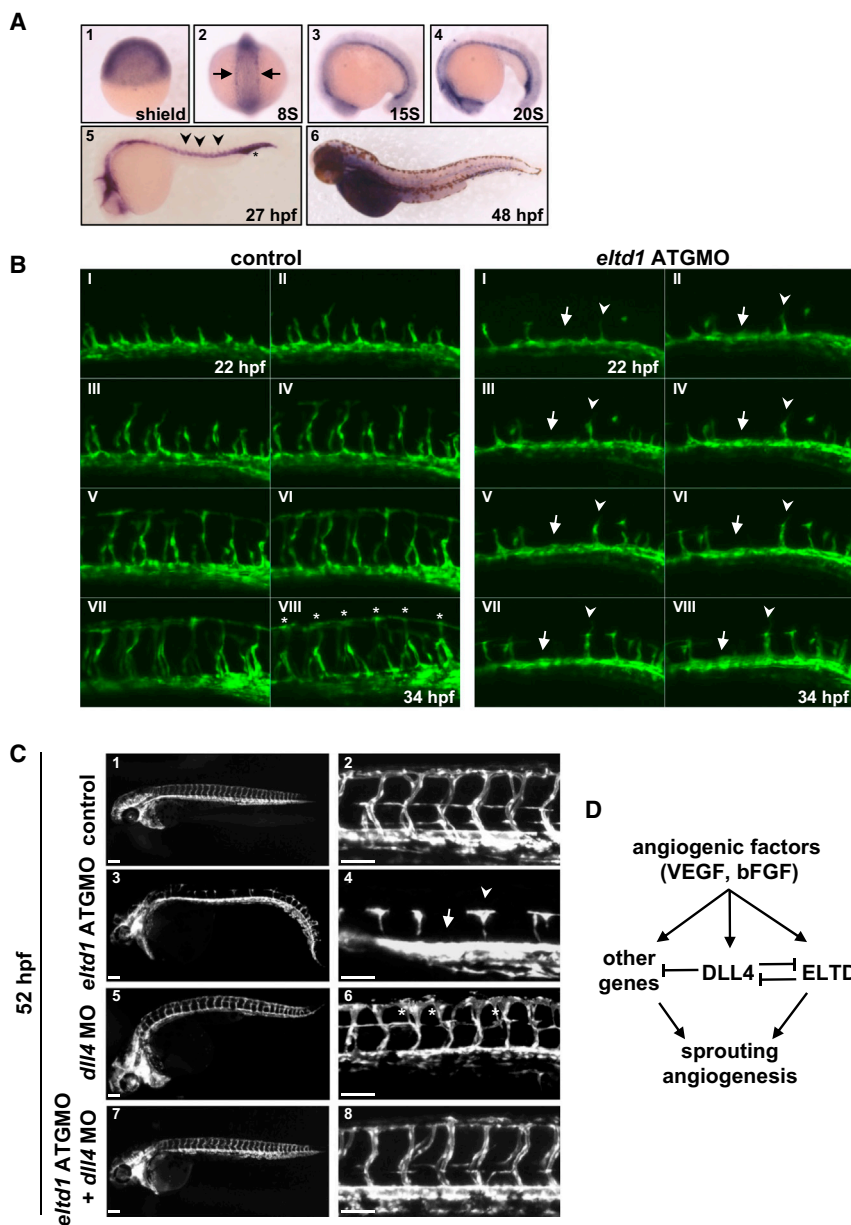 A
1
shield
2
8S
3
15S
4
20S
5
*
27 hpf
6
48 hpf
B
control
eltd1 ATGMO
I
22 hpf
II
III
IV
V
VI
VII
VIII
* * * * * *
34 hpf
I
22 hpf
II
III
IV
V
VI
VII
VIII
34 hpf
C
52 hpf
control
1
2
eltd1 ATGMO
3
4
dll4 MO
5
6
* * *
eltd1 ATGMO
+ dll4 MO
7
8
D
angiogenic factors
(VEGF, bFGF)
other
genes
DLL4
ELTD
sprouting
angiogenesis